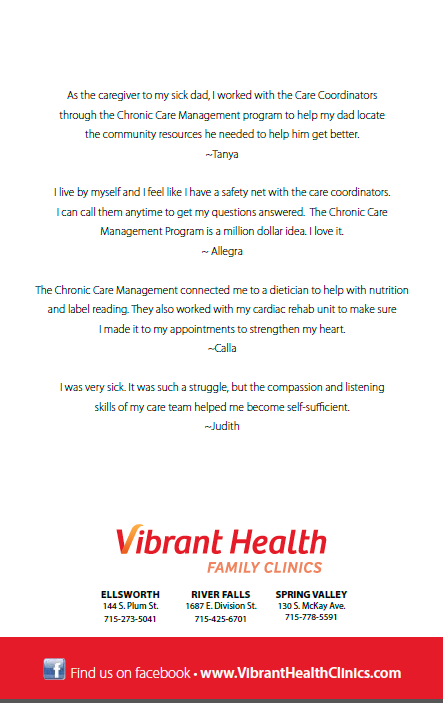 As the caregiver to my sick dad, I worked with the Care Coordinators
through the Chronic Care Management program to help my dad locate
the community resources he needed to help him get better.
~Tanya
I live by myself and I feel like I have a safety net with the care coordinators.
I can call them anytime to get my questions answered. The Chronic Care
Management Program is a million dollar idea. I love it.
~ Allegra
The Chronic Care Management connected me to a dietician to help with nutrition
and label reading. They also worked with my cardiac rehab unit to make sure
I made it to my appointments to strengthen my heart.
~Calla
I was very sick. It was such a struggle, but the compassion and listening
skills of my care team helped me become self-sufficient.
~Judith
Vibrant Health
FAMILY CLINICS
ELLSWORTH
144 S. Plum St.
715-273-5041
RIVER FALLS
1687 E. Division St.
715-425-6701
SPRING VALLEY
130 S. McKay Ave.
715-778-5591
f Find us on facebook • www.VibrantHealthClinics.com